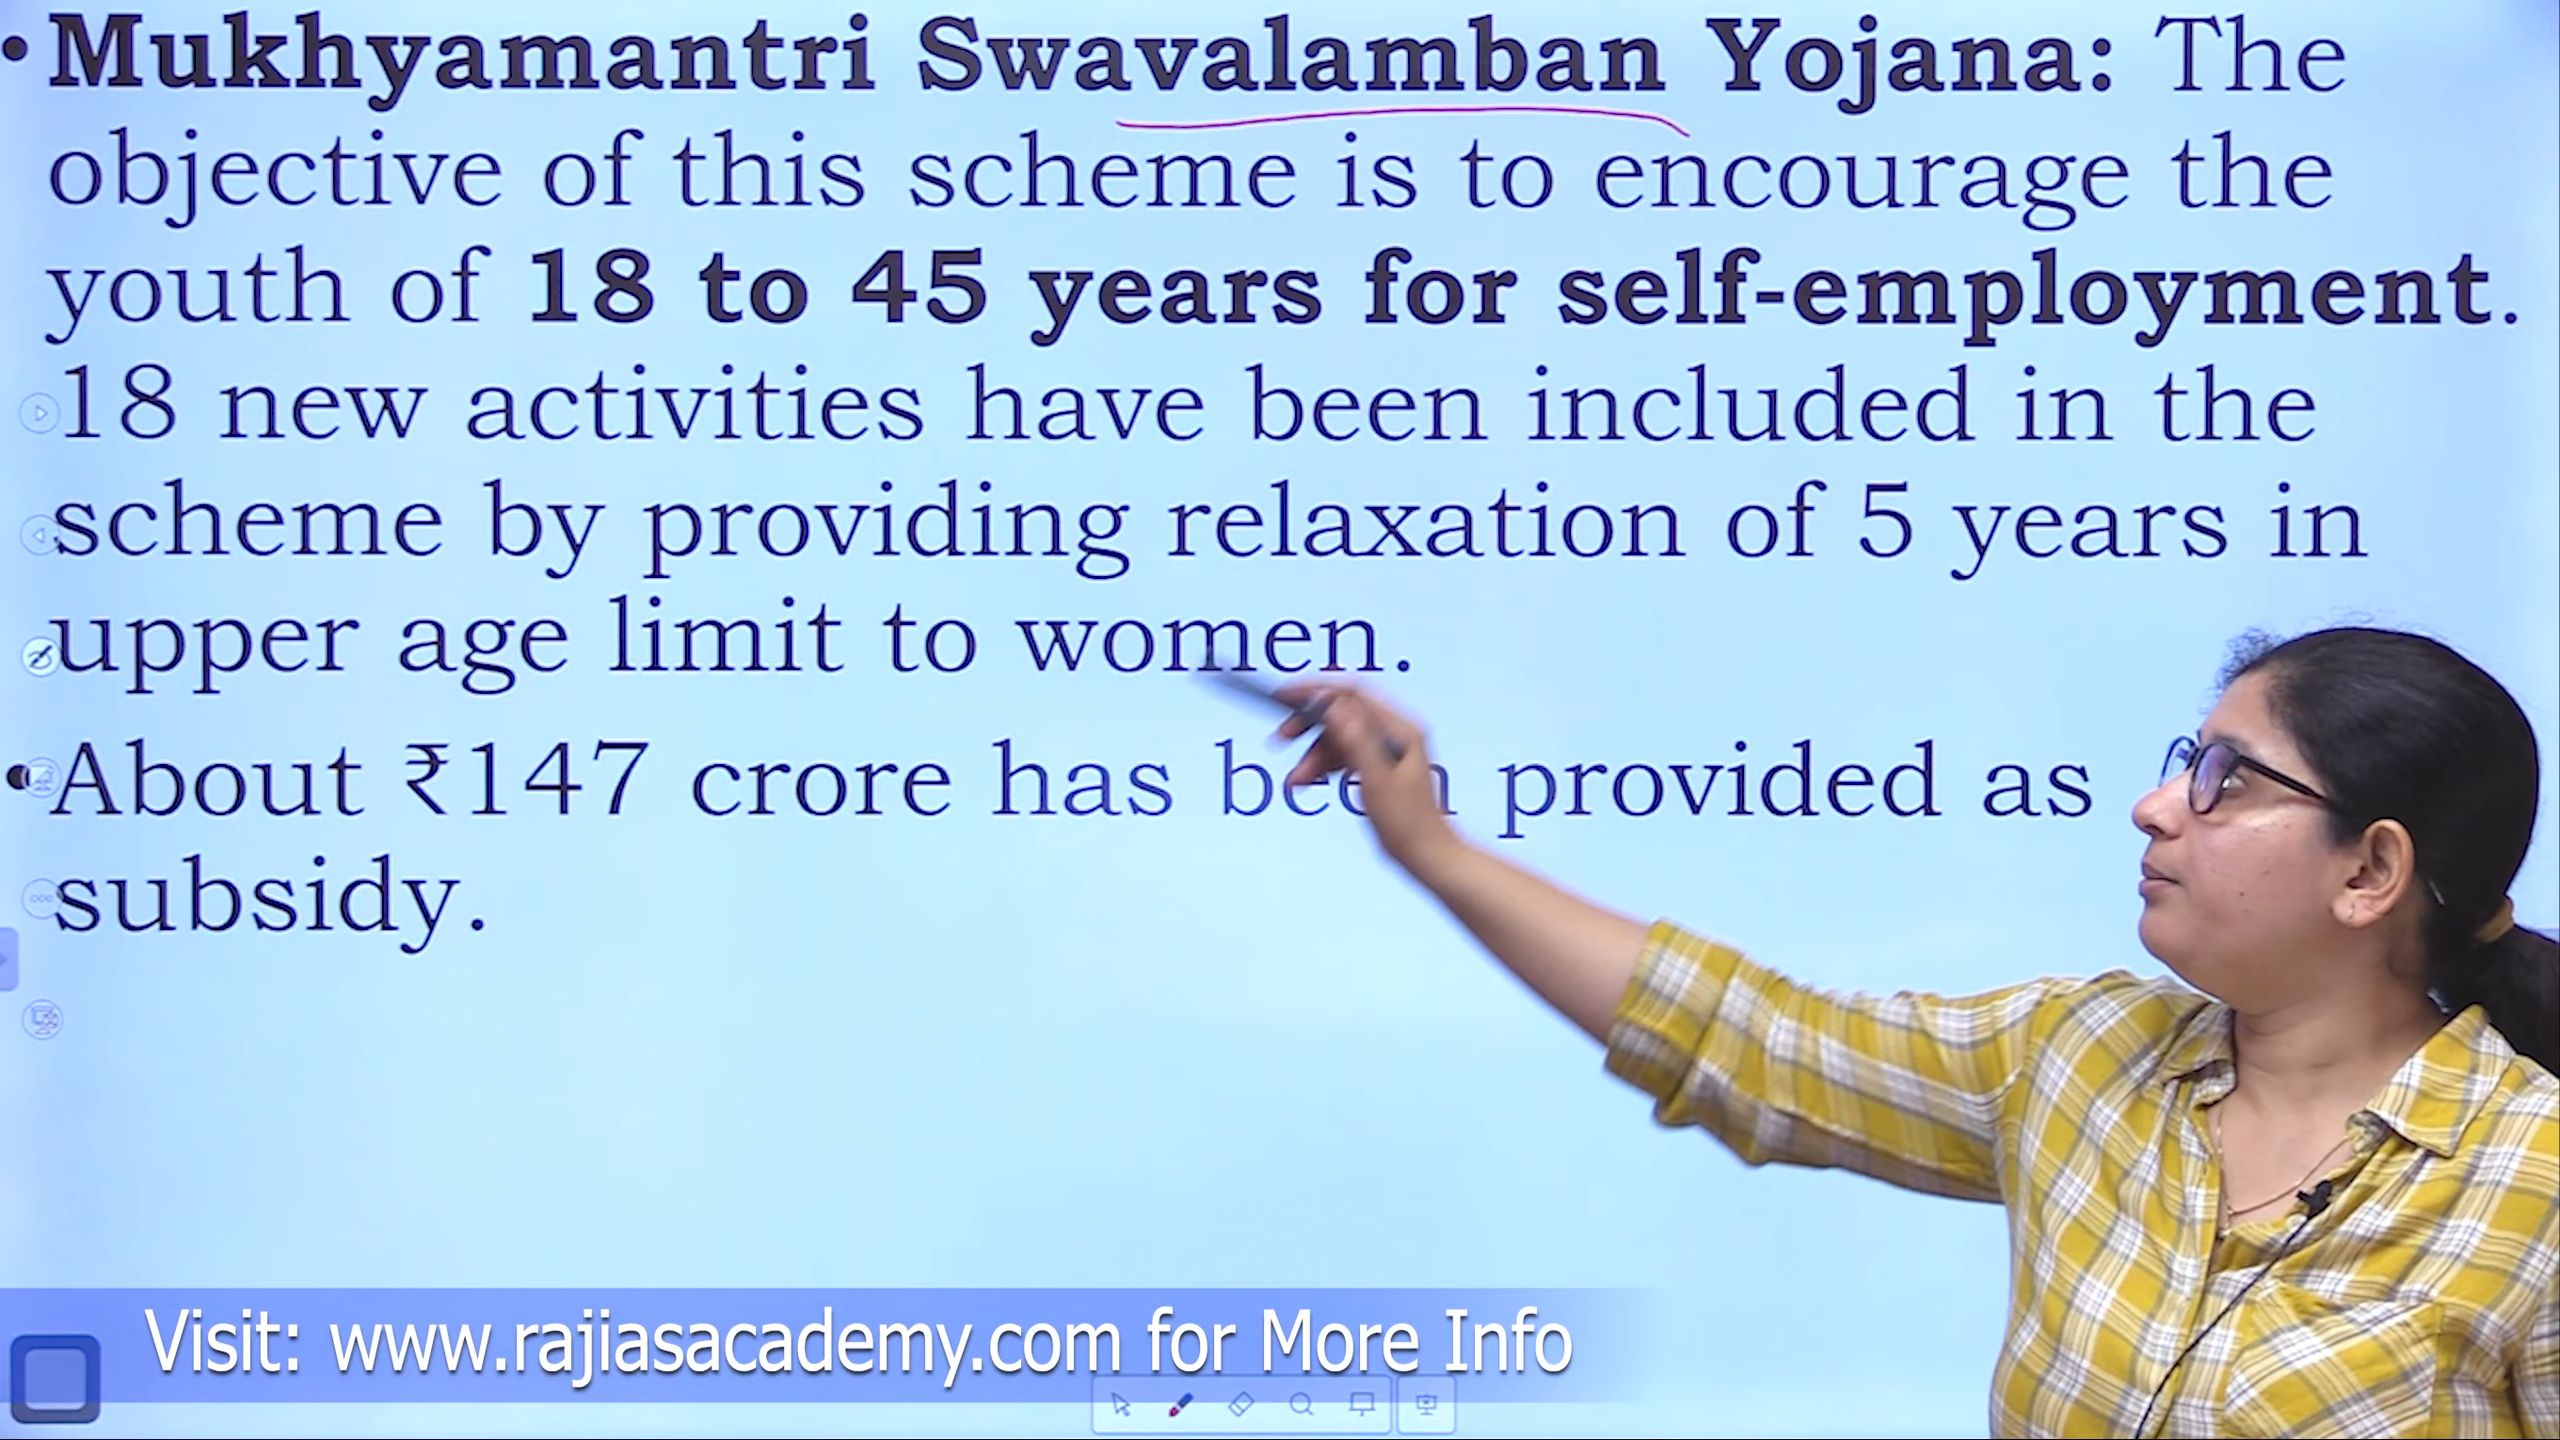 • Mukhyamantri Swavalamban Yojana: The
objective of this scheme is to encourage the
youth of 18 to 45 years for self-employment.
18 new activities have been included in the
scheme by providing relaxation of 5 years in
upper age limit to women.
• About ₹147 crore has been provided as
subsidy.
Visit: www.rajiasacademy.com for More Info